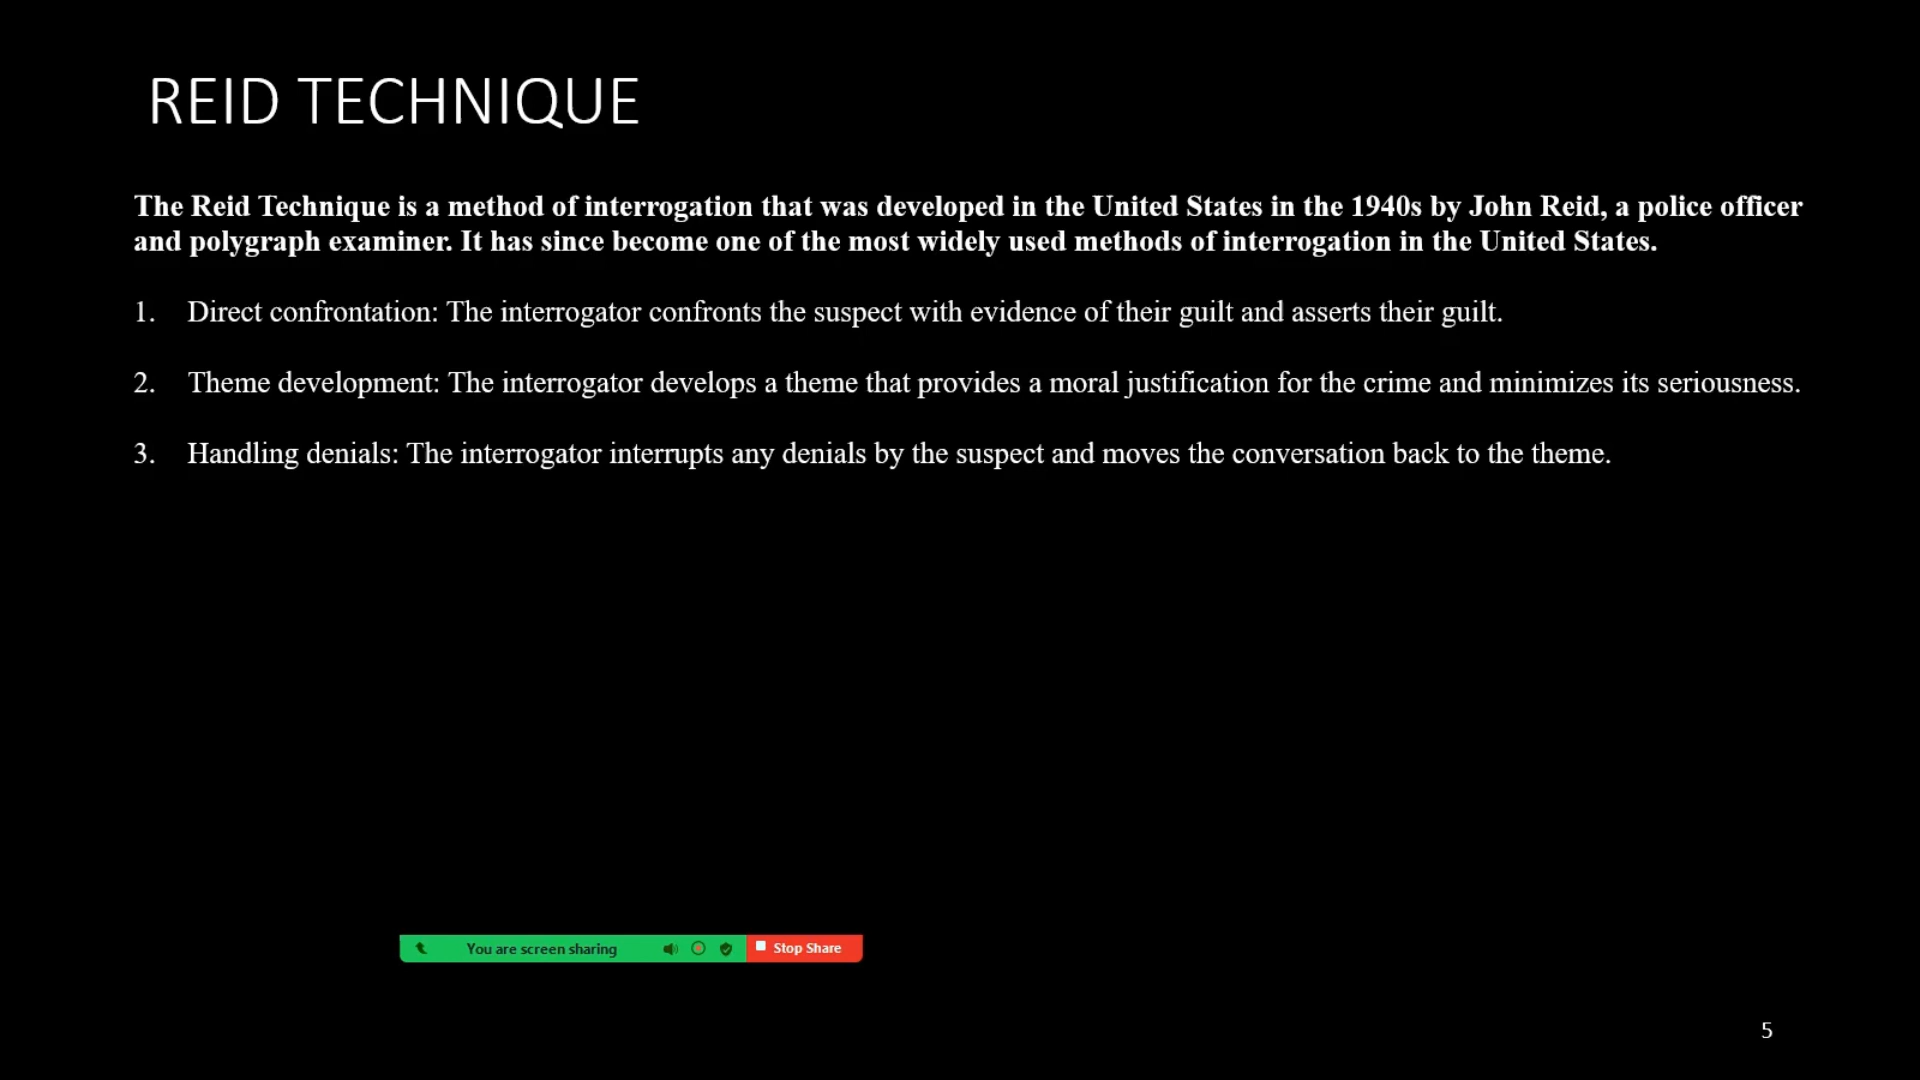 REID TECHNIQUE
The Reid Technique is a method of interrogation that was developed in the United States in the 1940s by John Reid, a police officer
and polygraph examiner. It has since become one of the most widely used methods of interrogation in the United States.
1. Direct confrontation: The interrogator confronts the suspect with evidence of their guilt and asserts their guilt.
2. Theme development: The interrogator develops a theme that provides a moral justification for the crime and minimizes its seriousness.
3. Handling denials: The interrogator interrupts any denials by the suspect and moves the conversation back to the theme.
You are screen sharing Stop Share
5